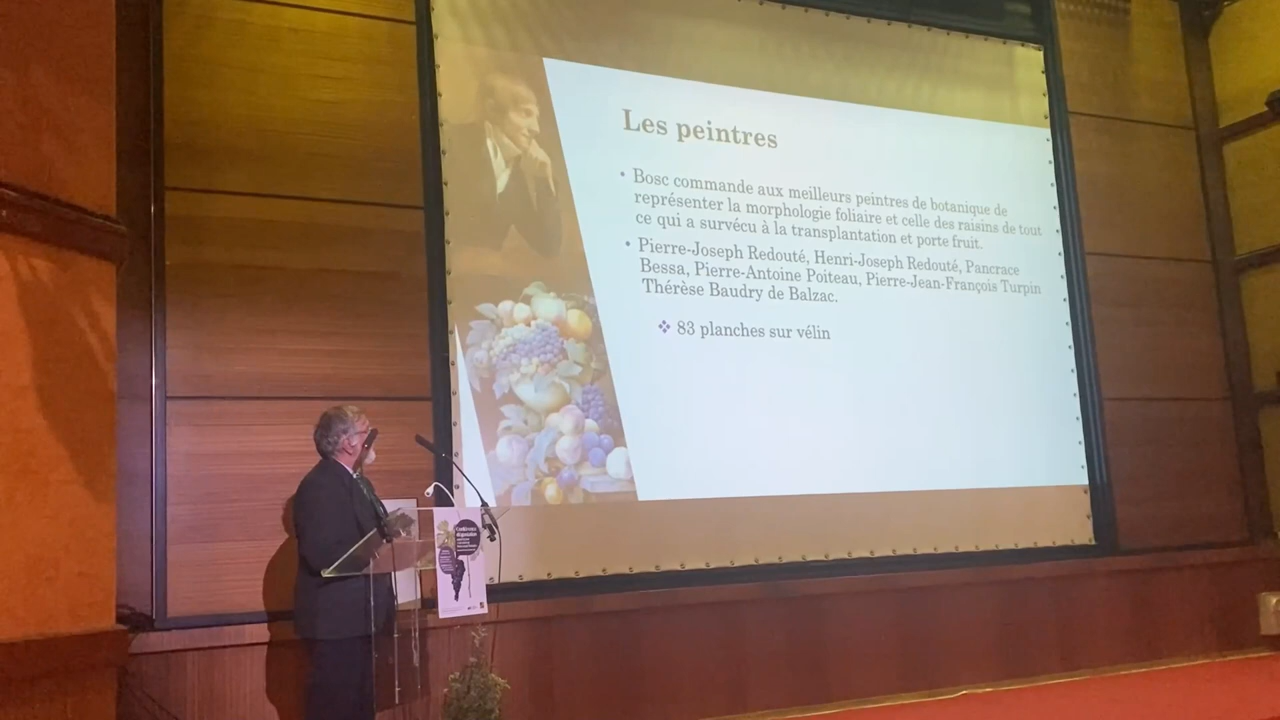 Les peintres
• Bosc commande aux meilleurs peintres de botanique de
représenter la morphologie foliaire et celle des raisins de tout
ce qui a survécu à la transplantation et porte fruit.
• Pierre-Joseph Redouté, Henri-Joseph Redouté, Pancrace
Bessa, Pierre-Antoine Poiteau, Pierre-Jean-François Turpin
Thérèse Baudry de Balzac.
❖ 83 planches sur vélin
Conférence
dégustation